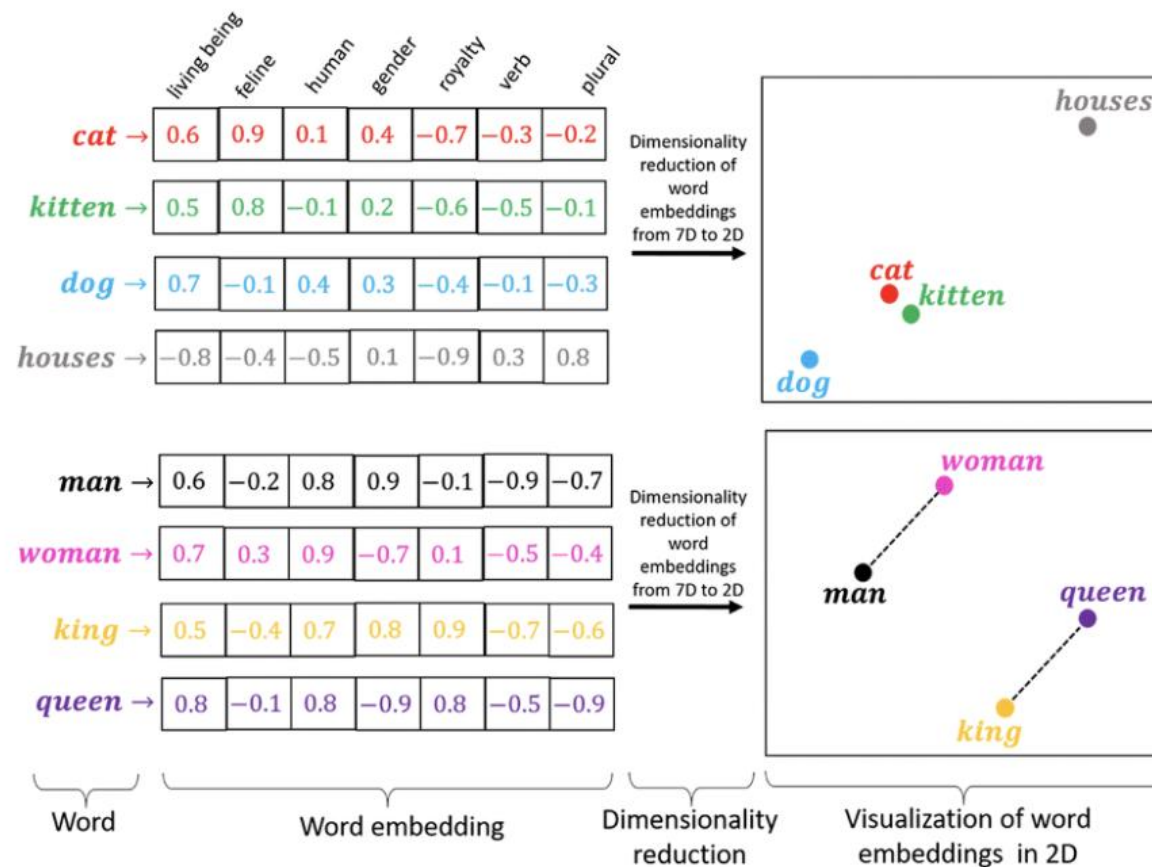 living being feline human gender royalty verb plural
cat → 0.6 0.9 0.1 0.4 −0.7 −0.3 −0.2
kitten → 0.5 0.8 −0.1 0.2 −0.6 −0.5 −0.1
dog → 0.7 −0.1 0.4 0.3 −0.4 −0.1 −0.3
houses → −0.8 −0.4 −0.5 0.1 −0.9 0.3 0.8
Dimensionality
reduction of
word
embeddings
from 7D to 2D
houses
cat
kitten
dog
man → 0.6 −0.2 0.8 0.9 −0.1 −0.9 −0.7
woman → 0.7 0.3 0.9 −0.7 0.1 −0.5 −0.4
king → 0.5 −0.4 0.7 0.8 0.9 −0.7 −0.6
queen → 0.8 −0.1 0.8 −0.9 0.8 −0.5 −0.9
Dimensionality
reduction of
word
embeddings
from 7D to 2D
woman
man
queen
king
Word
Word embedding
Dimensionality
reduction
Visualization of word
embeddings in 2D